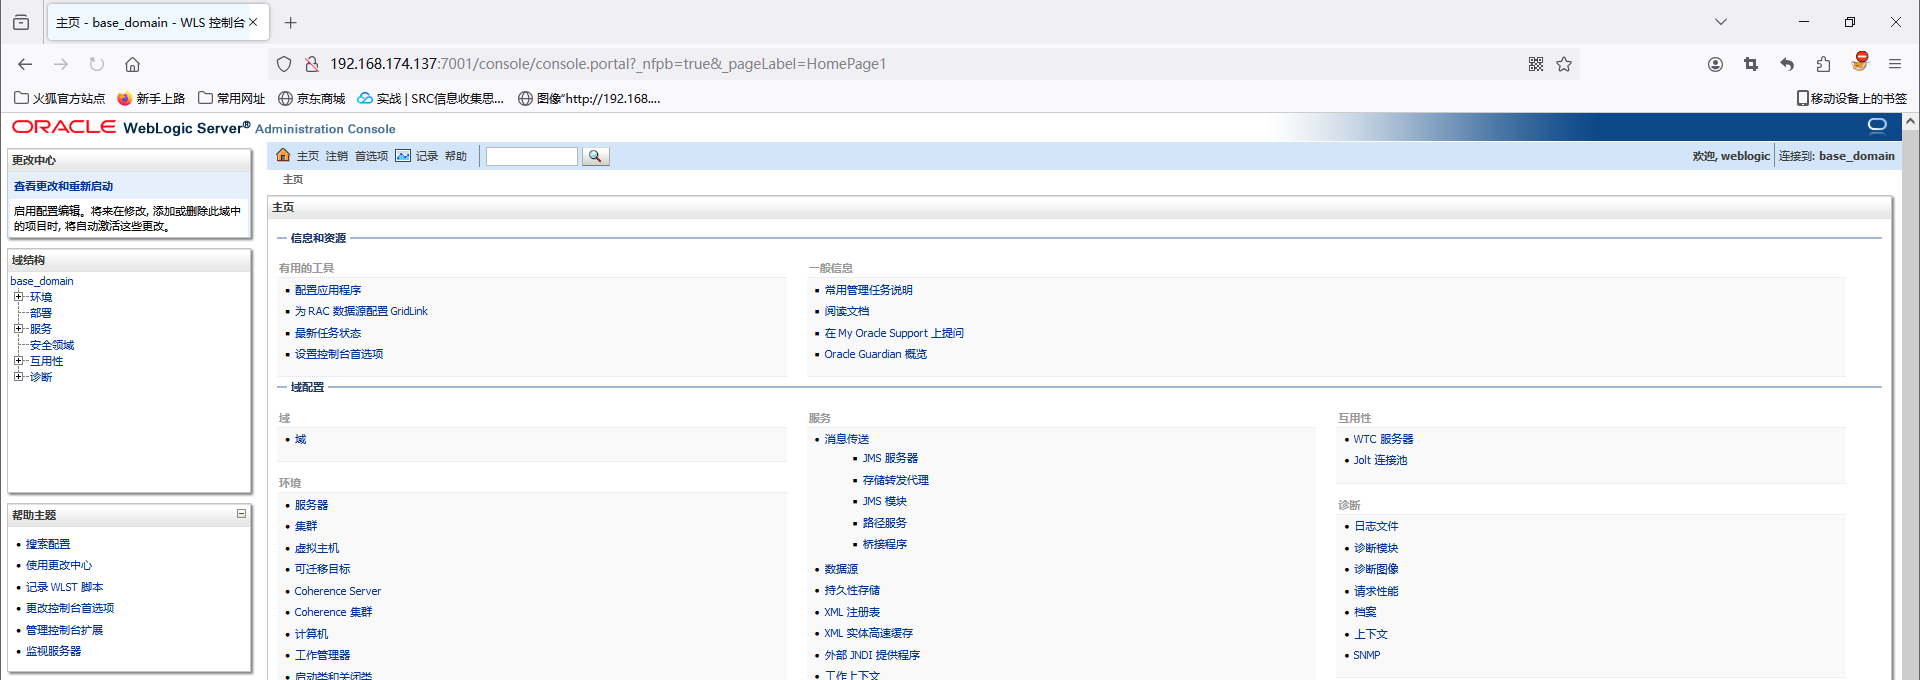 主页 - base_domain - WLS 控制台
192.168.174.137:7001/console/console.portal?_nfpb=true&_pageLabel=HomePage1
火狐官方站点 新手上路 常用网址 京东商城 实战 | SRC信息收集思... 图像“http://192.168.... 移动设备上的书签
ORACLE WebLogic Server® Administration Console
更改中心
查看更改和重新启动
启用配置编辑。将来在修改, 添加或删除此域中
的项目时, 将自动激活这些更改。
域结构
base_domain
环境
部署
服务
安全领域
互用性
诊断
帮助主题
搜索配置
使用更改中心
记录 WLST 脚本
更改控制台首选项
管理控制台扩展
监视服务器
主页 注销 首选项 记录 帮助
欢迎, weblogic 连接到: base_domain
主页
主页
信息和资源
有用的工具
配置应用程序
为 RAC 数据源配置 GridLink
最新任务状态
设置控制台首选项
一般信息
常用管理任务说明
阅读文档
在 My Oracle Support 上提问
Oracle Guardian 概览
域配置
域
域
环境
服务器
集群
虚拟主机
可迁移目标
Coherence Server
Coherence 集群
计算机
工作管理器
启动类和关闭类
服务
消息传送
JMS 服务器
存储转发代理
JMS 模块
路径服务
桥接程序
数据源
持久性存储
XML 注册表
XML 实体高速缓存
外部 JNDI 提供程序
工作上下文
互用性
WTC 服务器
Jolt 连接池
诊断
日志文件
诊断模块
诊断图像
请求性能
档案
上下文
SNMP